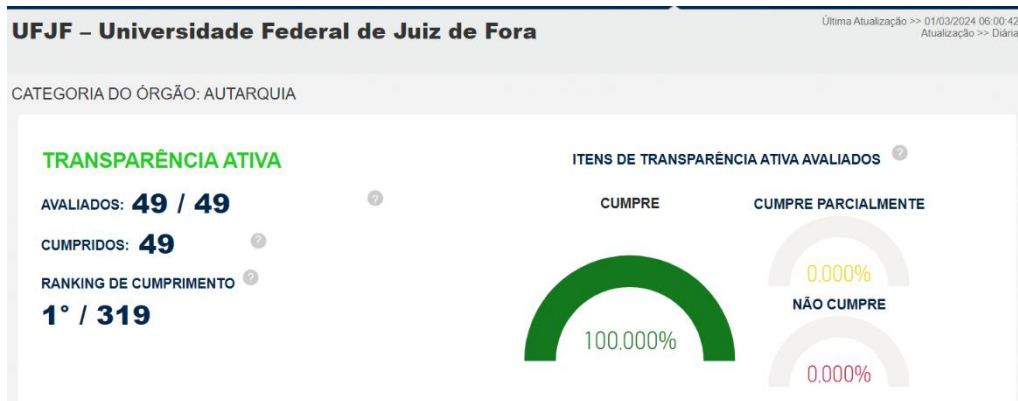 UFJF – Universidade Federal de Juiz de Fora
Última Atualização >> 01/03/2024 06:00:42
Atualização >> Diária
CATEGORIA DO ÓRGÃO: AUTARQUIA
TRANSPARÊNCIA ATIVA
AVALIADOS: 49 / 49
?
CUMPRIDOS: 49
?
RANKING DE CUMPRIMENTO
?
1° / 319
ITENS DE TRANSPARÊNCIA ATIVA AVALIADOS
?
CUMPRE
100,000%
CUMPRE PARCIALMENTE
0,000%
NÃO CUMPRE
0,000%